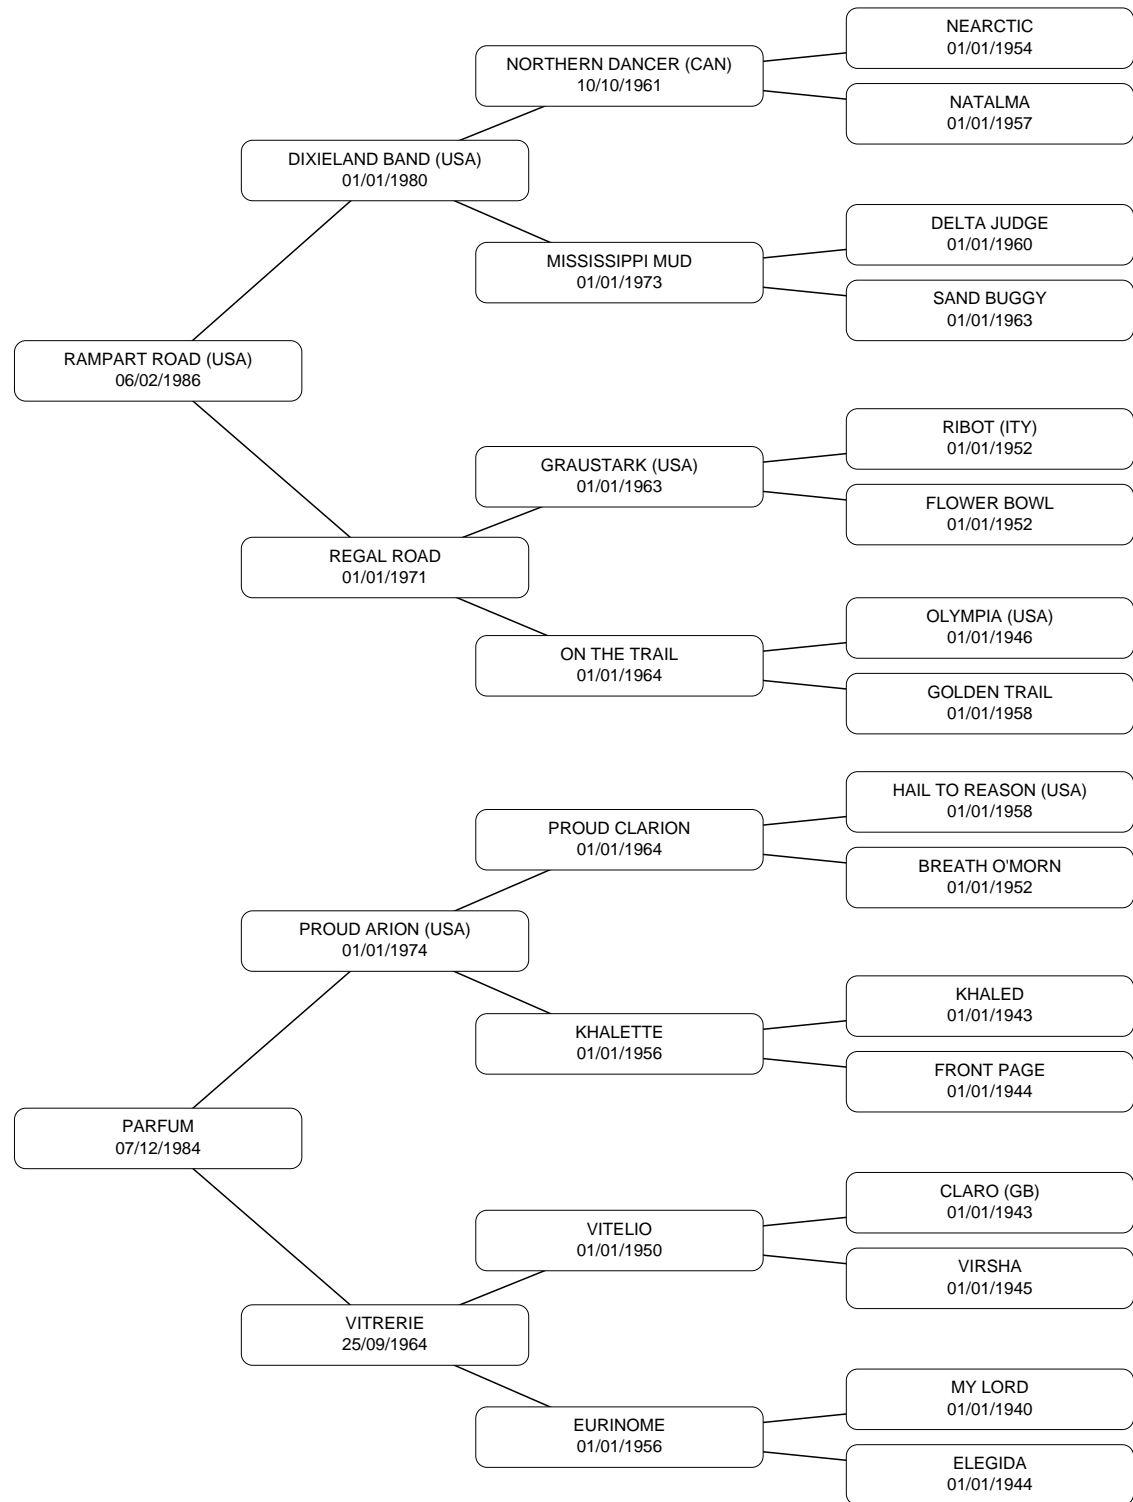 NEARCTIC
01/01/1954
NORTHERN DANCER (CAN)
10/10/1961
NATALMA
01/01/1957
DIXIELAND BAND (USA)
01/01/1980
DELTA JUDGE
01/01/1960
MISSISSIPPI MUD
01/01/1973
SAND BUGGY
01/01/1963
RAMPART ROAD (USA)
06/02/1986
RIBOT (ITY)
01/01/1952
GRAUSTARK (USA)
01/01/1963
FLOWER BOWL
01/01/1952
REGAL ROAD
01/01/1971
OLYMPIA (USA)
01/01/1946
ON THE TRAIL
01/01/1964
GOLDEN TRAIL
01/01/1958
HAIL TO REASON (USA)
01/01/1958
PROUD CLARION
01/01/1964
BREATH O'MORN
01/01/1952
PROUD ARION (USA)
01/01/1974
KHALED
01/01/1943
KHALETTE
01/01/1956
FRONT PAGE
01/01/1944
PARFUM
07/12/1984
CLARO (GB)
01/01/1943
VITELIO
01/01/1950
VIRSHA
01/01/1945
VITRERIE
25/09/1964
MY LORD
01/01/1940
EURINOME
01/01/1956
ELEGIDA
01/01/1944